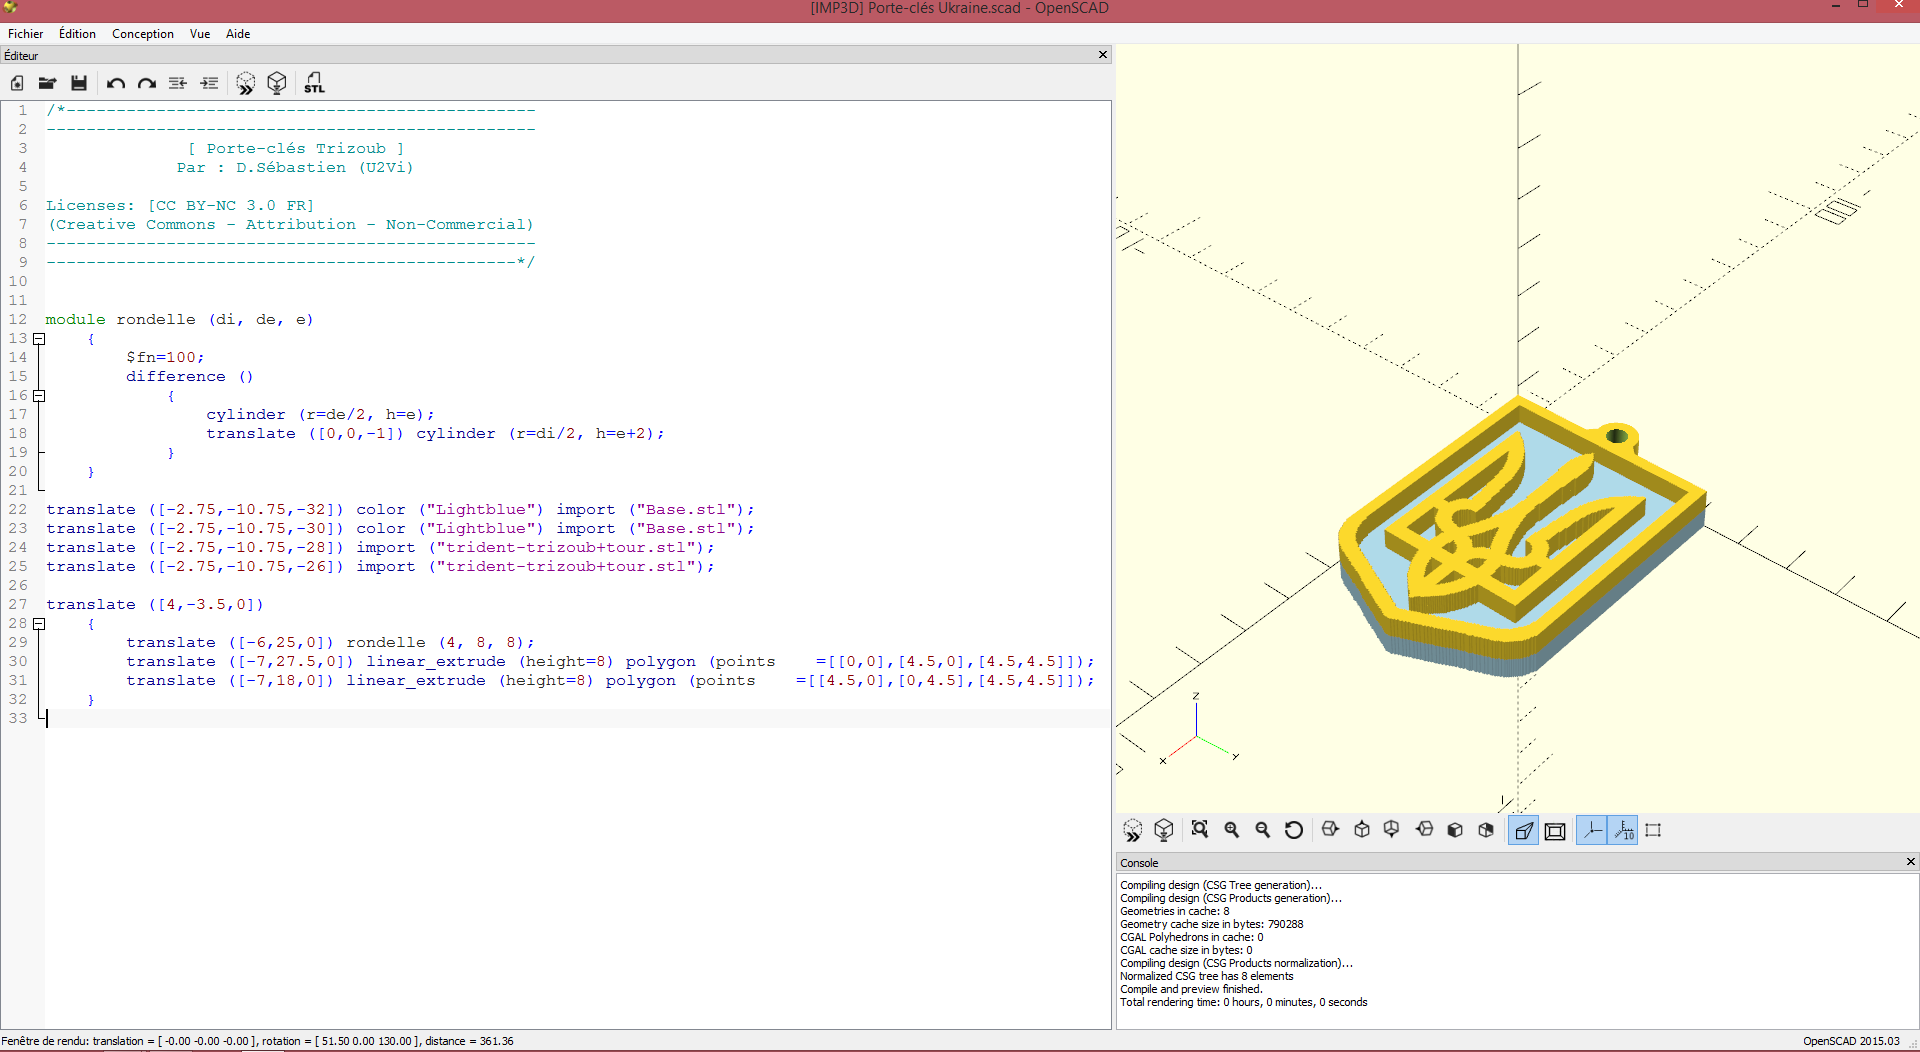 [IMP3D] Porte-clés Ukraine.scad - OpenSCAD
Fichier Édition Conception Vue Aide
Éditeur
STL
1 /*-----------------------------------------------
2 -------------------------------------------------
3 [ Porte-clés Trizoub ]
4 Par : D.Sébastien (U2Vi)
5
6 Licenses: [CC BY-NC 3.0 FR]
7 (Creative Commons - Attribution - Non-Commercial)
8 -------------------------------------------------
9 -----------------------------------------------*/
10
11
12 module rondelle (di, de, e)
13 {
14 $fn=100;
15 difference ()
16 {
17 cylinder (r=de/2, h=e);
18 translate ([0,0,-1]) cylinder (r=di/2, h=e+2);
19 }
20 }
21
22 translate ([-2.75,-10.75,-32]) color ("Lightblue") import ("Base.stl");
23 translate ([-2.75,-10.75,-30]) color ("Lightblue") import ("Base.stl");
24 translate ([-2.75,-10.75,-28]) import ("trident-trizoub+tour.stl");
25 translate ([-2.75,-10.75,-26]) import ("trident-trizoub+tour.stl");
26
27 translate ([4,-3.5,0])
28 {
29 translate ([-6,25,0]) rondelle (4, 8, 8);
30 translate ([-7,27.5,0]) linear_extrude (height=8) polygon (points =[[0,0],[4.5,0],[4.5,4.5]]);
31 translate ([-7,18,0]) linear_extrude (height=8) polygon (points =[[4.5,0],[0,4.5],[4.5,4.5]]);
32 }
33
100
z
x y
10
Console
Compiling design (CSG Tree generation)...
Compiling design (CSG Products generation)...
Geometries in cache: 8
Geometry cache size in bytes: 790288
CGAL Polyhedrons in cache: 0
CGAL cache size in bytes: 0
Compiling design (CSG Products normalization)...
Normalized CSG tree has 8 elements
Compile and preview finished.
Total rendering time: 0 hours, 0 minutes, 0 seconds
Fenêtre de rendu: translation = [ -0.00 -0.00 -0.00 ], rotation = [ 51.50 0.00 130.00 ], distance = 361.36
OpenSCAD 2015.03